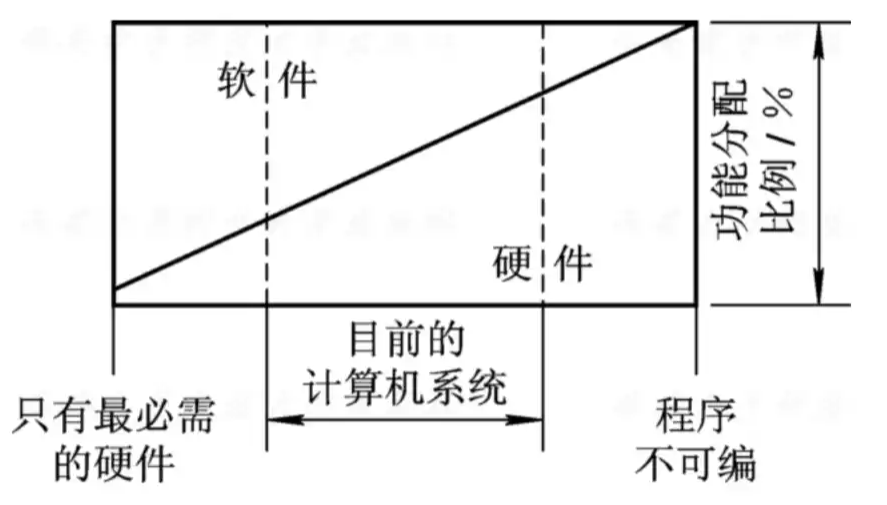 软件
硬件
功能分配
比例 / %
目前的
计算机系统
只有最必需
的硬件
程序
不可编